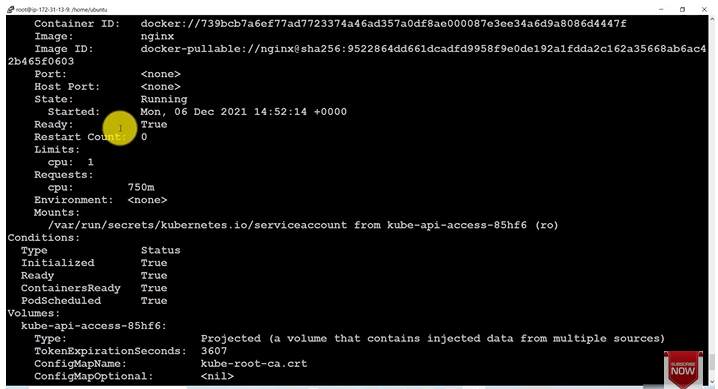 root@ip-172-31-13-9: /home/ubuntu
Container ID: docker://739bcb7a6ef77ad7723374a46ad357a0df8ae000087e3ee34a6d9a8086d4447f
Image: nginx
Image ID: docker-pullable://nginx@sha256:9522864dd661dcadfd9958f9e0de192a1fdda2c162a35668ab6ac4
2b465f0603
Port: <none>
Host Port: <none>
State: Running
Started: Mon, 06 Dec 2021 14:52:14 +0000
Ready: True
Restart Count: 0
Limits:
cpu: 1
Requests:
cpu: 750m
Environment: <none>
Mounts:
/var/run/secrets/kubernetes.io/serviceaccount from kube-api-access-85hf6 (ro)
Conditions:
Type Status
Initialized True
Ready True
ContainersReady True
PodScheduled True
Volumes:
kube-api-access-85hf6:
Type: Projected (a volume that contains injected data from multiple sources)
TokenExpirationSeconds: 3607
ConfigMapName: kube-root-ca.crt
ConfigMapOptional: <nil>
SUBSCRIBE
NOW